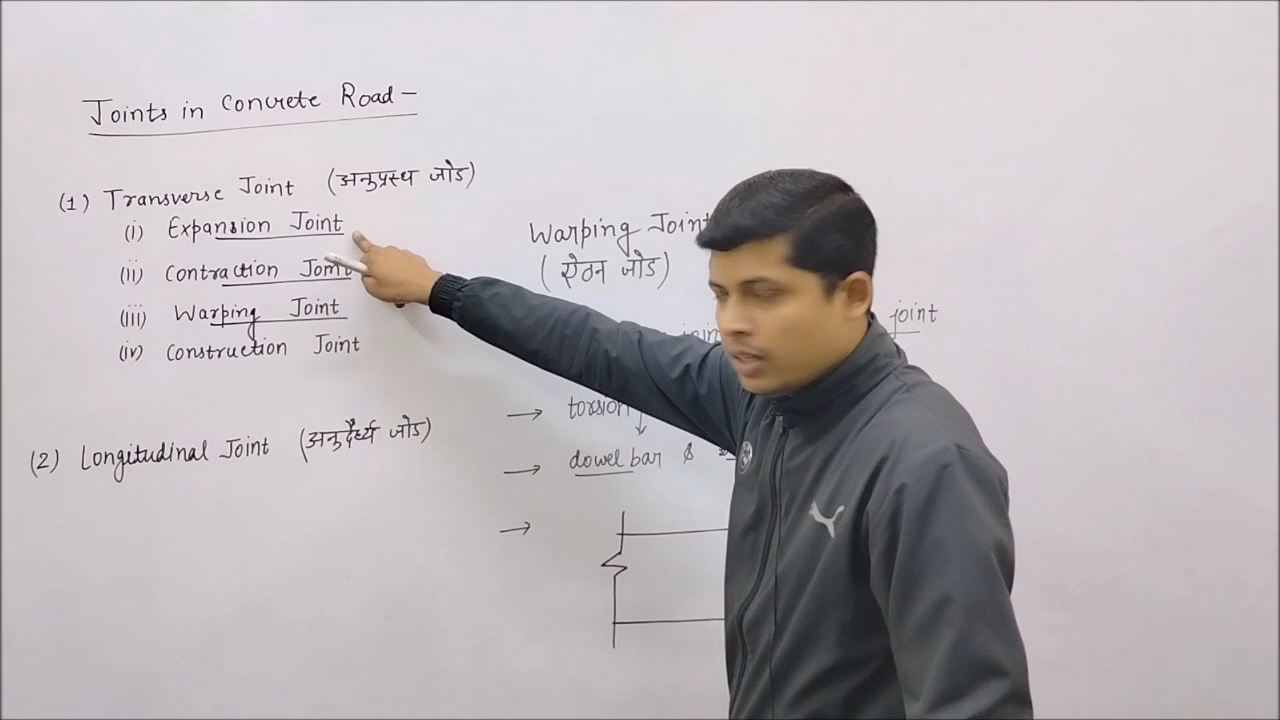 Joints in Concrete Road -
(1) Transverse Joint (अनुप्रस्थ जोड)
(i) Expansion Joint
(ii) Contraction Joint
(iii) Warping Joint
(iv) Construction Joint
(2) Longitudinal Joint (अनुदैर्ध्य जोड)
Warping Joint
(ऐठन जोड)
joint
→ torsion ↓
→ dowel bar &
→